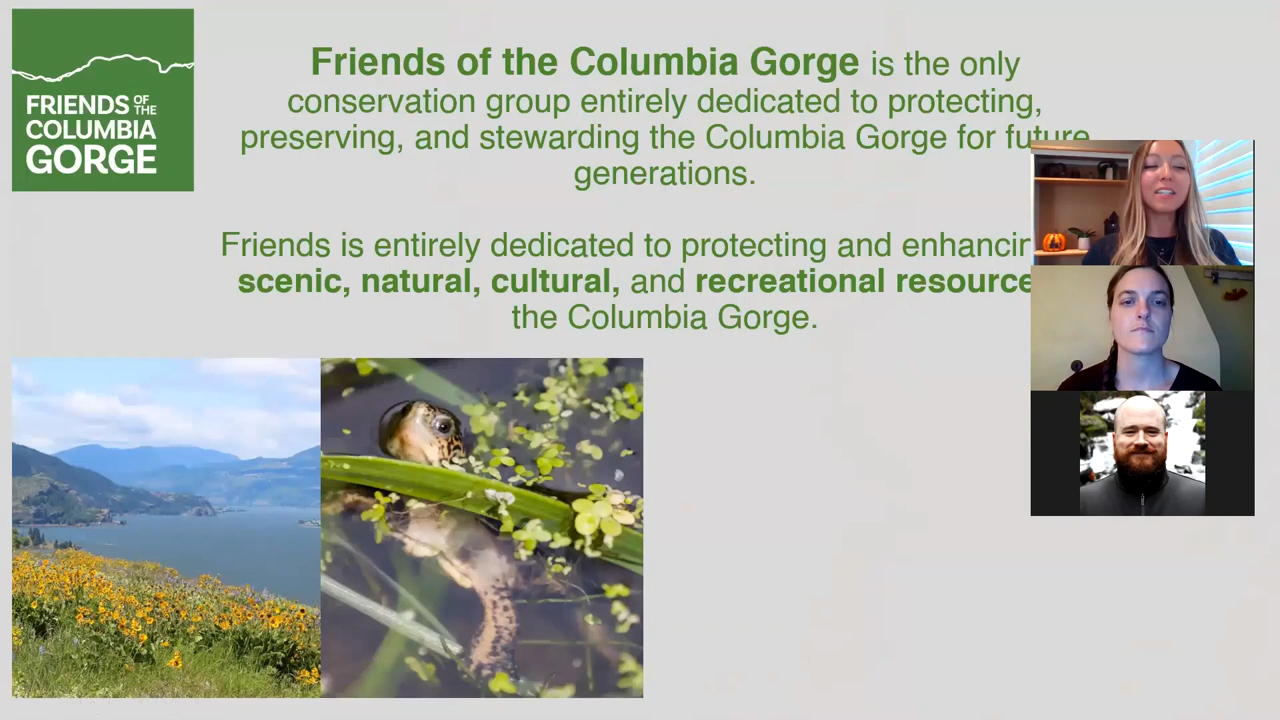 FRIENDS OF THE
COLUMBIA
GORGE
Friends of the Columbia Gorge is the only
conservation group entirely dedicated to protecting,
preserving, and stewarding the Columbia Gorge for future
generations.
Friends is entirely dedicated to protecting and
scenic, natural, cultural, and recreational
the Columbia Gorge.